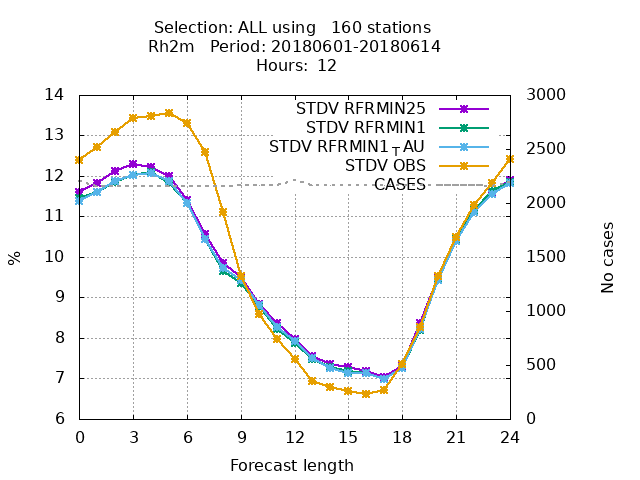 Selection: ALL using   160 stations
Rh2m   Period: 20180601-20180614
Hours: 12
14
13
12
11
10
9
8
7
6
%
3000
2500
2000
1500
1000
500
0
No cases
STDV RFRMIN25
STDV RFRMIN1
STDV RFRMIN1┬AU
STDV OBS
CASES
0 3 6 9 12 15 18 21 24
Forecast length